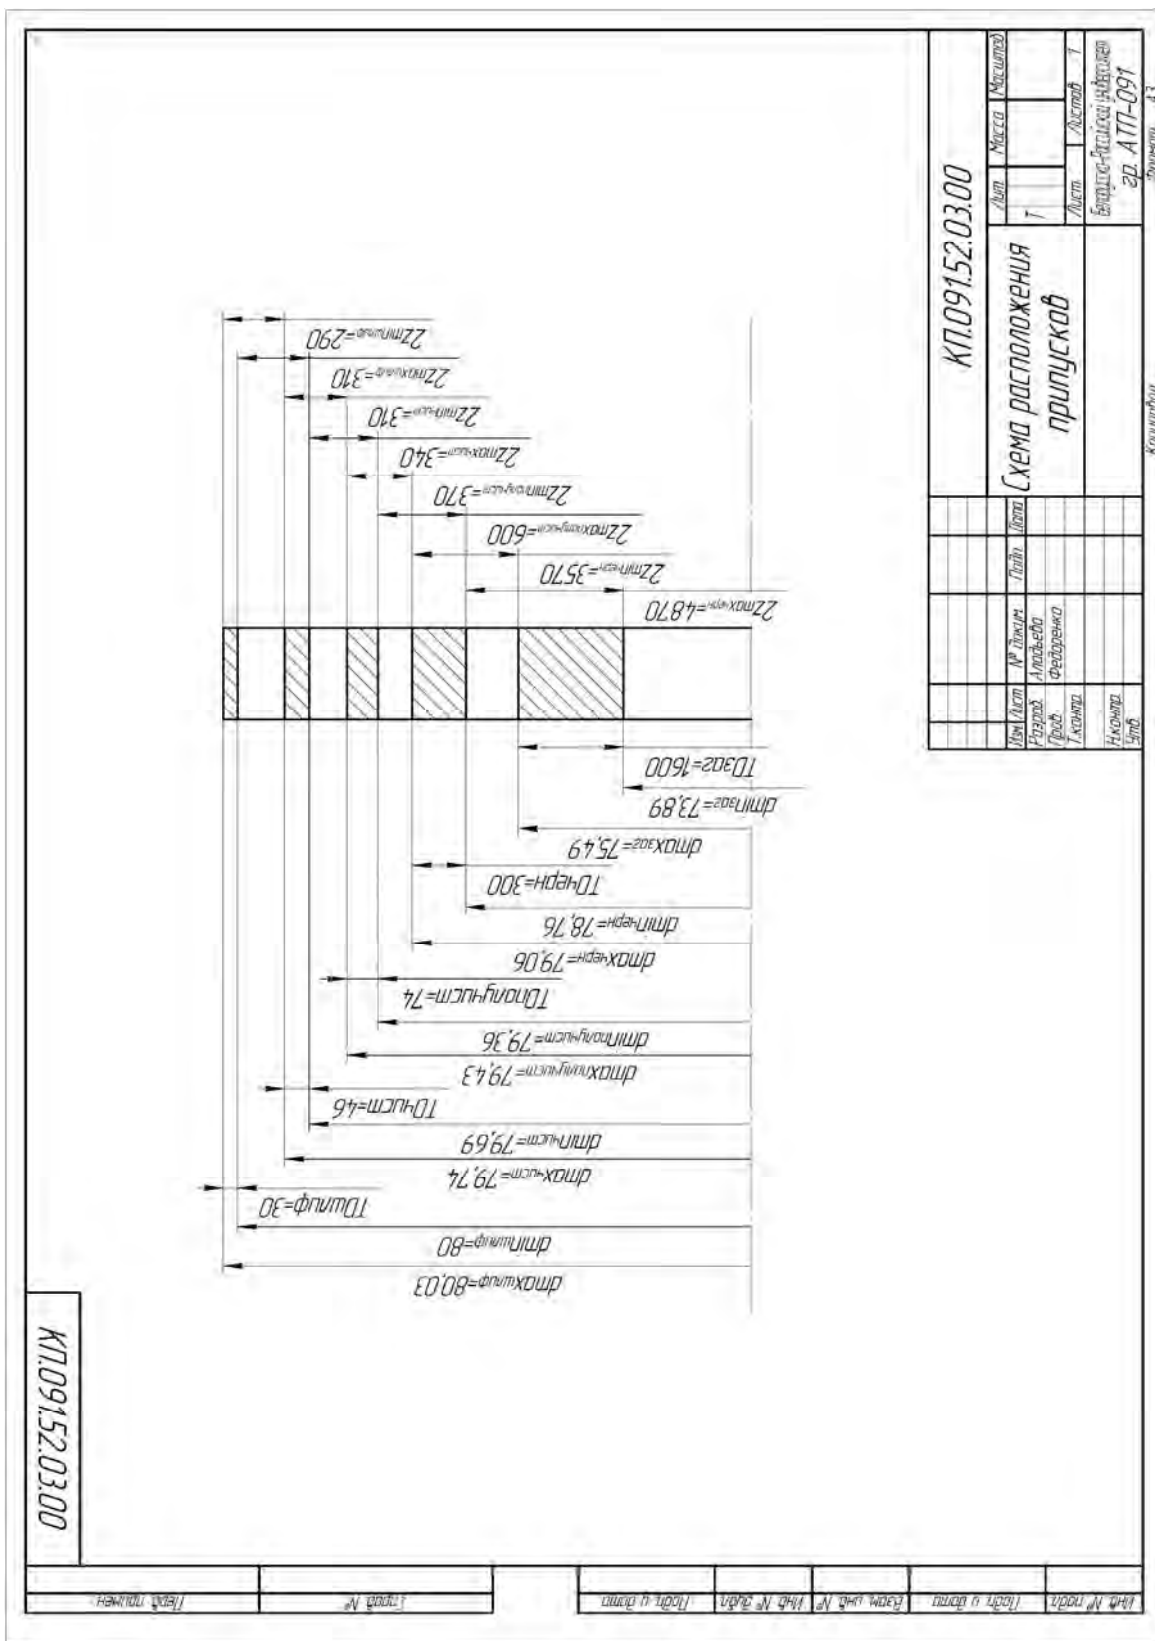 КП.091.52.03.00
2Zminшлиф=290
2Zmaxшлиф=310
2Zminчист=310
2Zmaxчист=340
2Zminполучист=370
2Zmaxполучист=600
2Zminчерн=3570
2Zmaxчерн=4870
TDзаг=1600
dminзаг=73,89
dmaxзаг=75,49
TDчерн=300
dminчерн=78,76
dmaxчерн=79,06
TDполучист=74
dminполучист=79,36
dmaxполучист=79,43
TDчист=46
dminчист=79,69
dmaxчист=79,74
TDшлиф=30
dminшлиф=80
dmaxшлиф=80,03
КП.091.52.03.00
Схема расположения
припусков
Лит. Масса Масштаб
Т
Лист Листов 1
Белорусско-Российский университет
гр. АТП-091
Изм. Лист № докум. Подп. Дата
Разраб. Аладьева
Пров. Федоренко
Т.контр.
Н.контр.
Утв.
Копировал
Формат А3
Перв. примен.
Справ. №
Подп. и дата
Инв. № дубл.
Взам. инв. №
Подп. и дата
Инв. № подл.